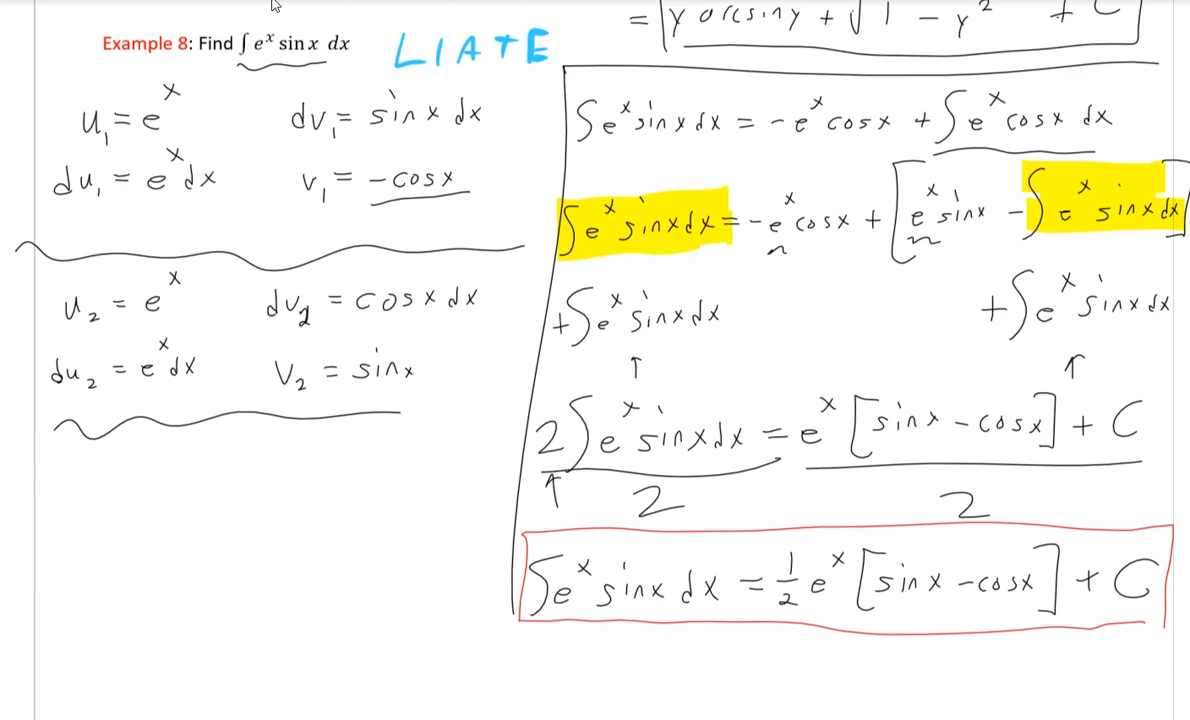 = y arcsin y + √1 - y² + C
Example 8: Find ∫ eˣ sin x dx
LIATE
u₁ = eˣ dv₁ = sin x dx
du₁ = eˣ dx v₁ = -cos x
u₂ = eˣ dv₂ = cos x dx
du₂ = eˣ dx v₂ = sin x
∫ eˣ sin x dx = -eˣ cos x + ∫ eˣ cos x dx
∫ eˣ sin x dx = -eˣ cos x + [eˣ sin x - ∫ eˣ sin x dx]
+∫ eˣ sin x dx +∫ eˣ sin x dx
↑ ↑
2∫ eˣ sin x dx = eˣ [sin x - cos x] + C
↑ 2 2
∫ eˣ sin x dx = ½ eˣ [sin x - cos x] + C